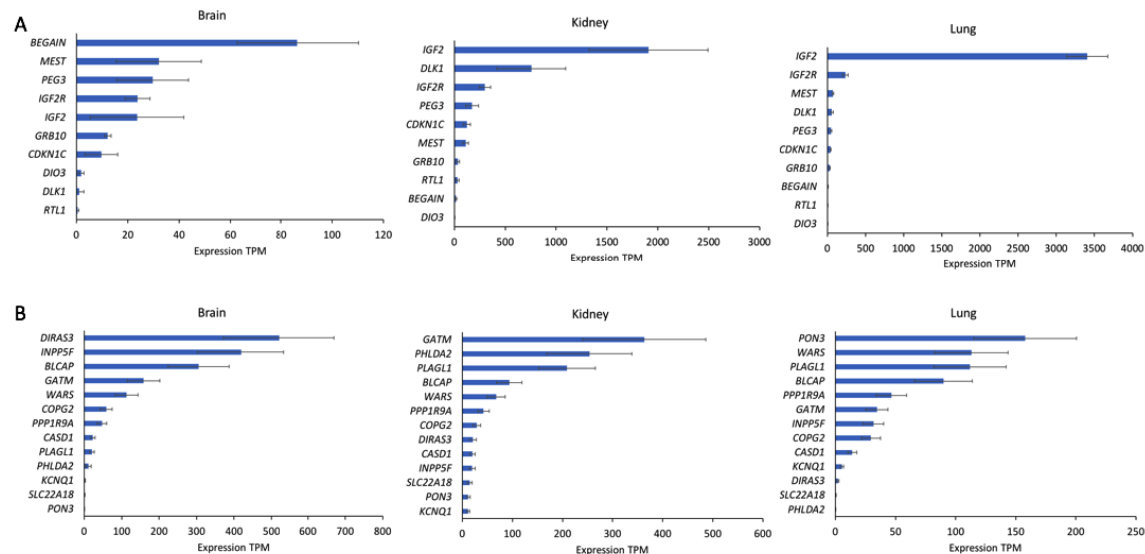 A
Brain
BEGAIN
MEST
PEG3
IGF2R
IGF2
GRB10
CDKN1C
DIO3
DLK1
RTL1
0 20 40 60 80 100 120
Expression TPM
Kidney
IGF2
DLK1
IGF2R
PEG3
CDKN1C
MEST
GRB10
RTL1
BEGAIN
DIO3
0 500 1000 1500 2000 2500 3000
Expression TPM
Lung
IGF2
IGF2R
MEST
DLK1
PEG3
CDKN1C
GRB10
BEGAIN
RTL1
DIO3
0 500 1000 1500 2000 2500 3000 3500 4000
Expression TPM
B
Brain
DIRAS3
INPP5F
BLCAP
GATM
WARS
COPG2
PPP1R9A
CASD1
PLAGL1
PHLDA2
KCNQ1
SLC22A18
PON3
0 100 200 300 400 500 600 700 800
Expression TPM
Kidney
GATM
PHLDA2
PLAGL1
BLCAP
WARS
PPP1R9A
COPG2
DIRAS3
CASD1
INPP5F
SLC22A18
PON3
KCNQ1
0 100 200 300 400 500 600
Expression TPM
Lung
PON3
WARS
PLAGL1
BLCAP
PPP1R9A
GATM
INPP5F
COPG2
CASD1
KCNQ1
DIRAS3
SLC22A18
PHLDA2
0 50 100 150 200 250
Expression TPM